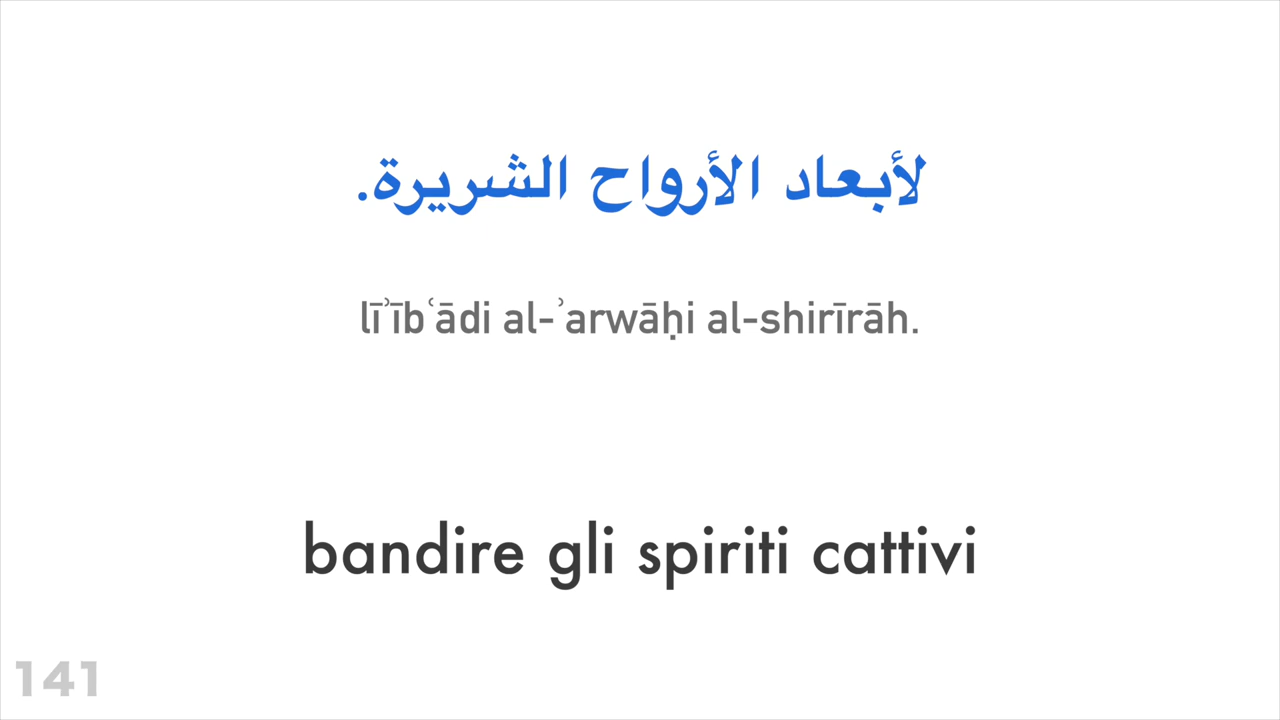 لأبعاد الأرواح الشريرة.
līʾībʿādi al-ʾarwāḥi al-shirīrāh.
bandire gli spiriti cattivi
141